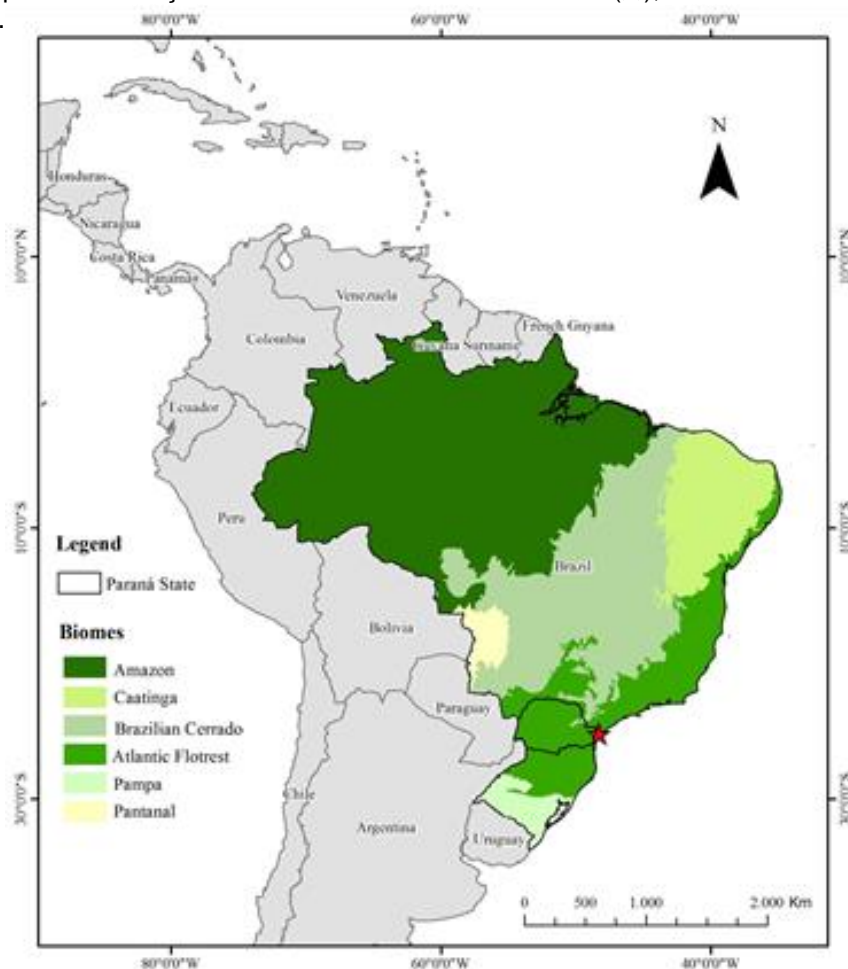 80°0'0"W 60°0'0"W 40°0'0"W
N
Honduras
Nicaragua
Costa Rica
Panamá
10°0'0"N 10°0'0"N
Venezuela
Colombia
French Guyana
Guyana Suriname
Ecuador
Peru
10°0'0"S 10°0'0"S
Brazil
Legend
Paraná State
Biomes
Amazon
Caatinga
Brazilian Cerrado
Atlantic Flotrest
Pampa
Pantanal
Bolivia
Paraguay
Chile
30°0'0"S 30°0'0"S
Argentina
Uruguay
0 500 1.000 2.000 Km
80°0'0"W 60°0'0"W 40°0'0"W